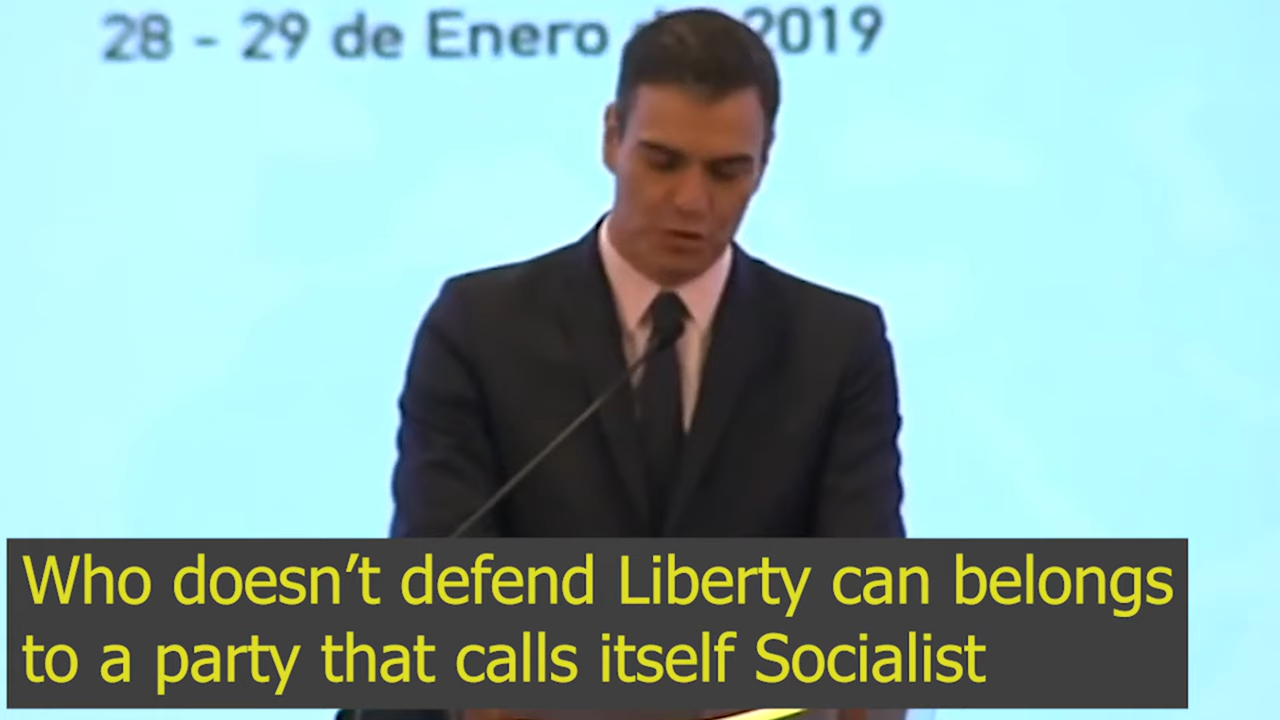 28 - 29 de Enero 2019
Who doesn’t defend Liberty can belongs
to a party that calls itself Socialist